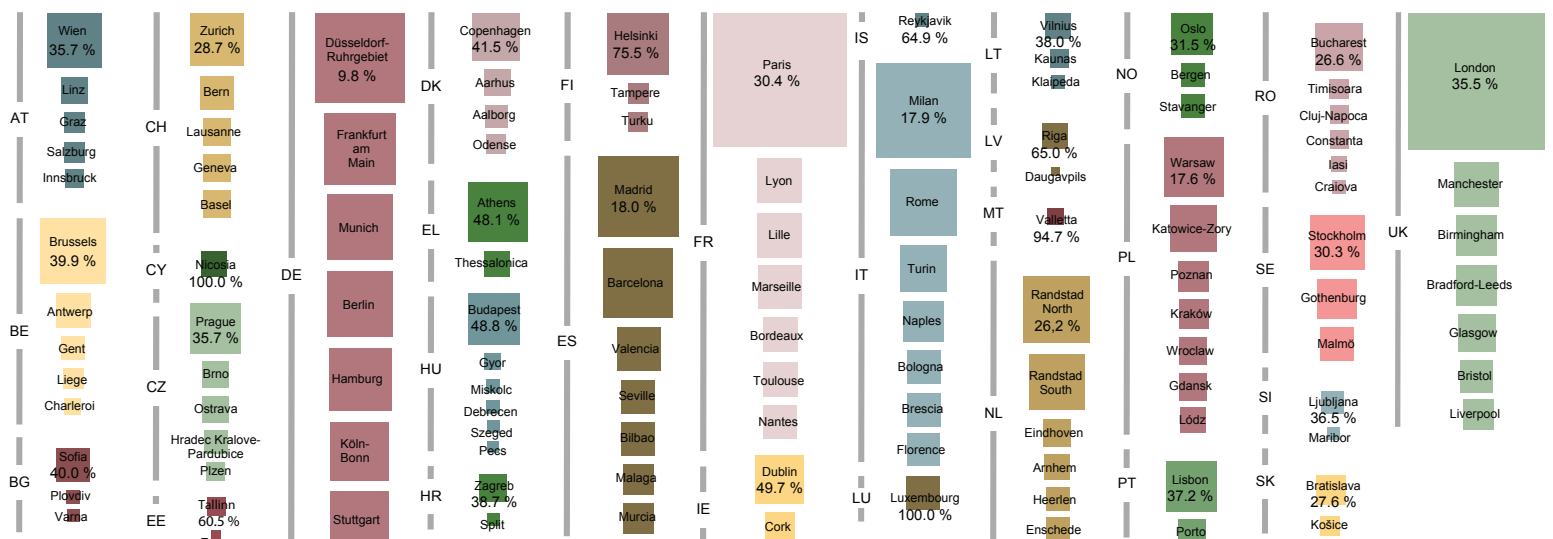 AT
Wien
35.7 %
Linz
Graz
Salzburg
Innsbruck
BE
Brussels
39.9 %
Antwerp
Gent
Liege
Charleroi
BG
Sofia
40.0 %
Plovdiv
Varna
CH
Zurich
28.7 %
Bern
Lausanne
Geneva
Basel
CY
Nicosia
100.0 %
CZ
Prague
35.7 %
Brno
Ostrava
Hradec Kralove-
Pardubice
Plzen
EE
Tallinn
60.5 %
DE
Düsseldorf-
Ruhrgebiet
9.8 %
Frankfurt
am
Main
Munich
Berlin
Hamburg
Köln-
Bonn
Stuttgart
DK
Copenhagen
41.5 %
Aarhus
Aalborg
Odense
EL
Athens
48.1 %
Thessalonica
HU
Budapest
48.8 %
Gyor
Miskolc
Debrecen
Szeged
Pecs
HR
Zagreb
38.7 %
Split
FI
Helsinki
75.5 %
Tampere
Turku
ES
Madrid
18.0 %
Barcelona
Valencia
Seville
Bilbao
Malaga
Murcia
FR
Paris
30.4 %
Lyon
Lille
Marseille
Bordeaux
Toulouse
Nantes
IE
Dublin
49.7 %
Cork
IS
Reykjavik
64.9 %
IT
Milan
17.9 %
Rome
Turin
Naples
Bologna
Brescia
Florence
LU
Luxembourg
100.0 %
LT
Vilnius
38.0 %
Kaunas
Klaipeda
LV
Riga
65.0 %
Daugavpils
MT
Valletta
94.7 %
NL
Randstad
North
26,2 %
Randstad
South
Eindhoven
Arnhem
Heerlen
Enschede
NO
Oslo
31.5 %
Bergen
Stavanger
PL
Warsaw
17.6 %
Katowice-Zory
Poznan
Kraków
Wroclaw
Gdansk
Lódz
PT
Lisbon
37.2 %
Porto
RO
Bucharest
26.6 %
Timisoara
Cluj-Napoca
Constanta
Iasi
Craiova
SE
Stockholm
30.3 %
Gothenburg
Malmö
SI
Ljubljana
36.5 %
Maribor
SK
Bratislava
27.6 %
Košice
UK
London
35.5 %
Manchester
Birmingham
Bradford-Leeds
Glasgow
Bristol
Liverpool